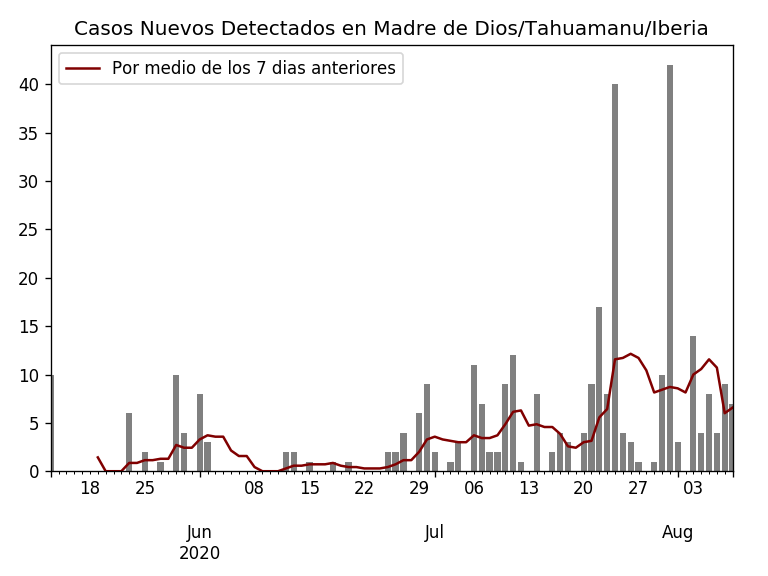 Casos Nuevos Detectados en Madre de Dios/Tahuamanu/Iberia
Por medio de los 7 dias anteriores
40
35
30
25
20
15
10
5
0
18 25 08 15 22 29 06 13 20 27 03
Jun Jul Aug
2020